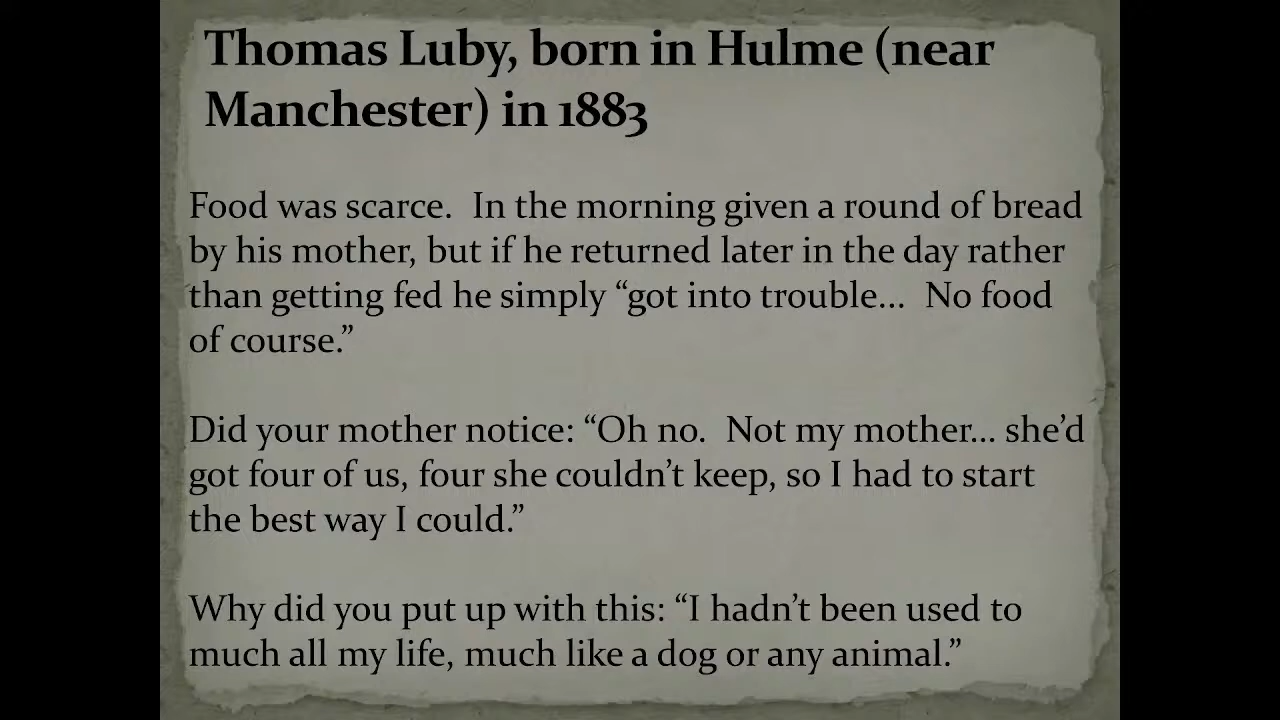 Thomas Luby, born in Hulme (near
Manchester) in 1883
Food was scarce.  In the morning given a round of bread
by his mother, but if he returned later in the day rather
than getting fed he simply “got into trouble…  No food
of course.”
Did your mother notice: “Oh no.  Not my mother… she’d
got four of us, four she couldn’t keep, so I had to start
the best way I could.”
Why did you put up with this: “I hadn’t been used to
much all my life, much like a dog or any animal.”